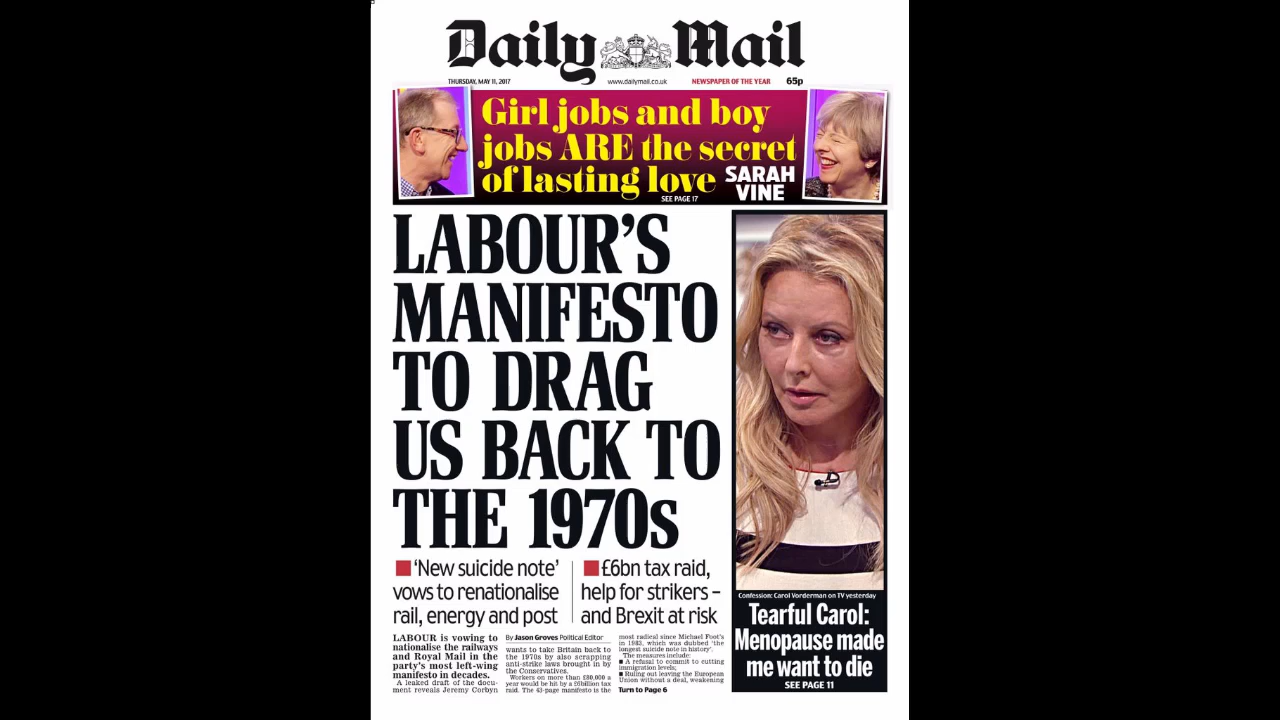 Daily Mail
THURSDAY, MAY 11, 2017
www.dailymail.co.uk
NEWSPAPER OF THE YEAR
65p
Girl jobs and boy
jobs ARE the secret
of lasting love
SARAH
VINE
SEE PAGE 17
LABOUR'S
MANIFESTO
TO DRAG
US BACK TO
THE 1970s
'New suicide note'
vows to renationalise
rail, energy and post
£6bn tax raid,
help for strikers –
and Brexit at risk
LABOUR is vowing to
nationalise the railways
and Royal Mail in the
party's most left-wing
manifesto in decades.
A leaked draft of the docu-
ment reveals Jeremy Corbyn
By Jason Groves Political Editor
wants to take Britain back to
the 1970s by also scrapping
anti-strike laws brought in by
the Conservatives.
Workers on more than £80,000 a
year would be hit by a £6billion tax
raid. The 43-page manifesto is the
most radical since Michael Foot's
in 1983, which was dubbed 'the
longest suicide note in history'.
The measures include:
■ A refusal to commit to cutting
immigration levels;
■ Ruling out leaving the European
Union without a deal, weakening
Turn to Page 6
Confession: Carol Vorderman on TV yesterday
Tearful Carol:
Menopause made
me want to die
SEE PAGE 11